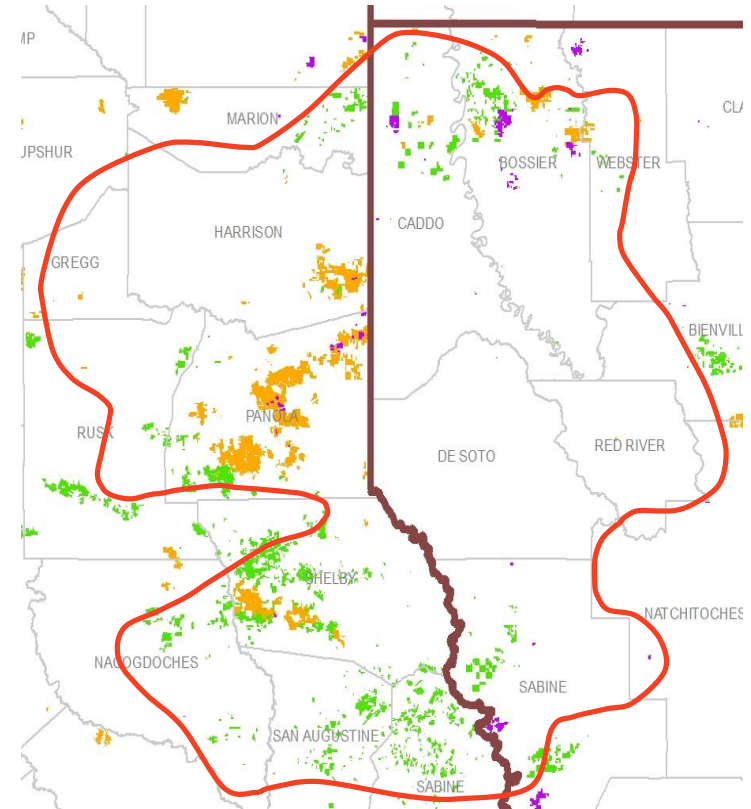 MP
MARION
CLA
UPSHUR
BOSSIER
WEBSTER
CADDO
HARRISON
GREGG
BIENVILL
PANOLA
RUSK
DE SOTO
RED RIVER
SHELBY
NATCHITOCHES
NACOGDOCHES
SABINE
SAN AUGUSTINE
SABINE